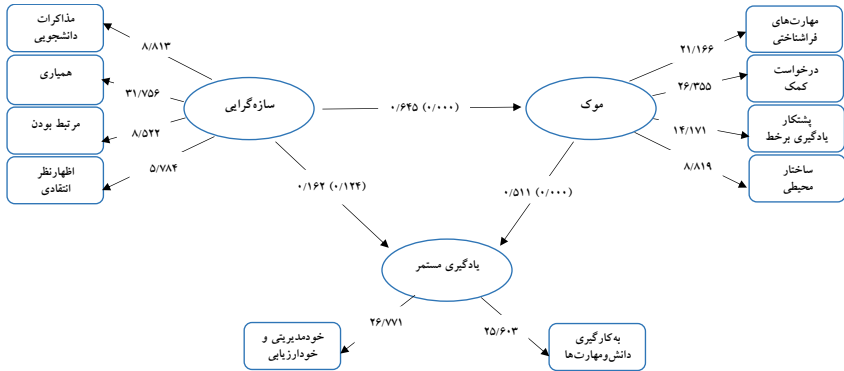 مذاکرات
دانشجویی
همیاری
مرتبط بودن
اظهارنظر
انتقادی
۸/۸۱۳
۳۱/۷۵۶
۸/۵۲۲
۵/۷۸۴
سازه‌گرایی
۰/۶۴۵ (۰/۰۰۰)
موک
۲۱/۱۶۶
۲۶/۳۵۵
۱۴/۱۷۱
۸/۸۱۹
مهارت‌های
فراشناختی
درخواست
کمک
پشتکار
یادگیری برخط
ساختار
محیطی
۰/۱۶۲ (۰/۱۲۴)
۰/۵۱۱ (۰/۰۰۰)
یادگیری مستمر
۲۶/۷۷۱
۲۵/۶۰۳
خودمدیریتی و
خودارزیابی
به‌کارگیری
دانش‌ومهارت‌ها